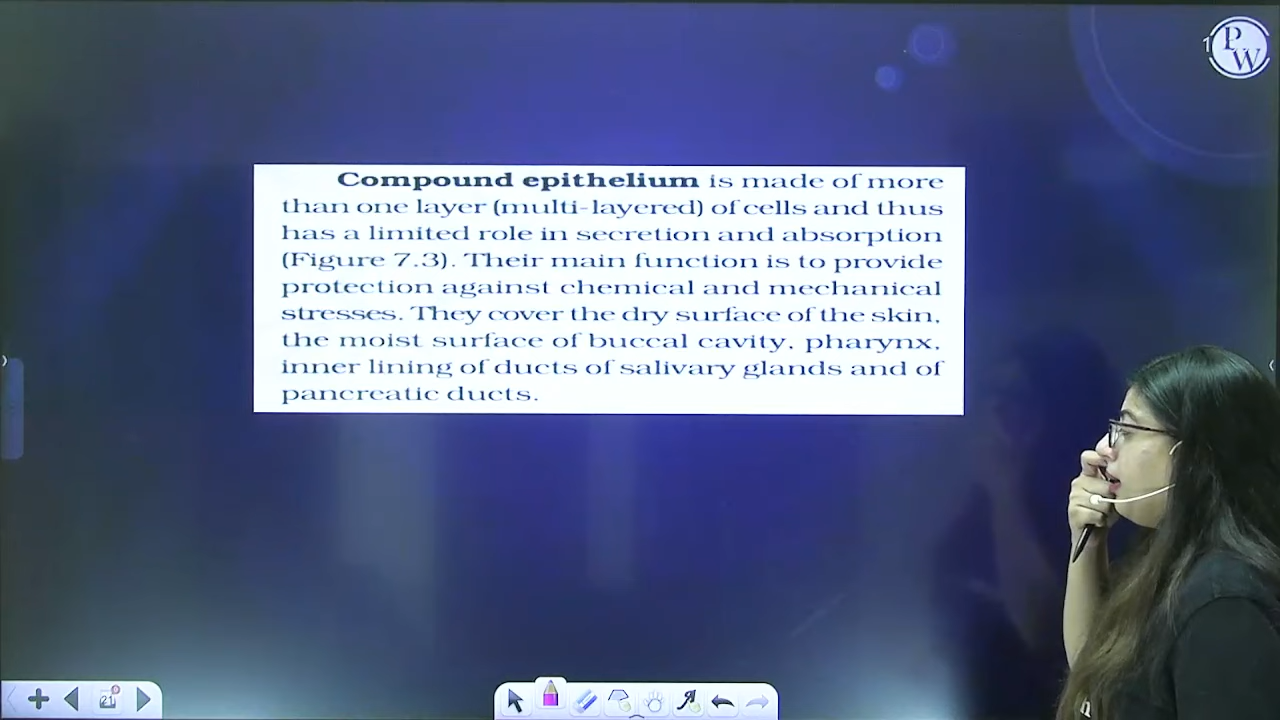 1
P
W
Compound epithelium is made of more
than one layer (multi-layered) of cells and thus
has a limited role in secretion and absorption
(Figure 7.3). Their main function is to provide
protection against chemical and mechanical
stresses. They cover the dry surface of the skin,
the moist surface of buccal cavity, pharynx,
inner lining of ducts of salivary glands and of
pancreatic ducts.
21